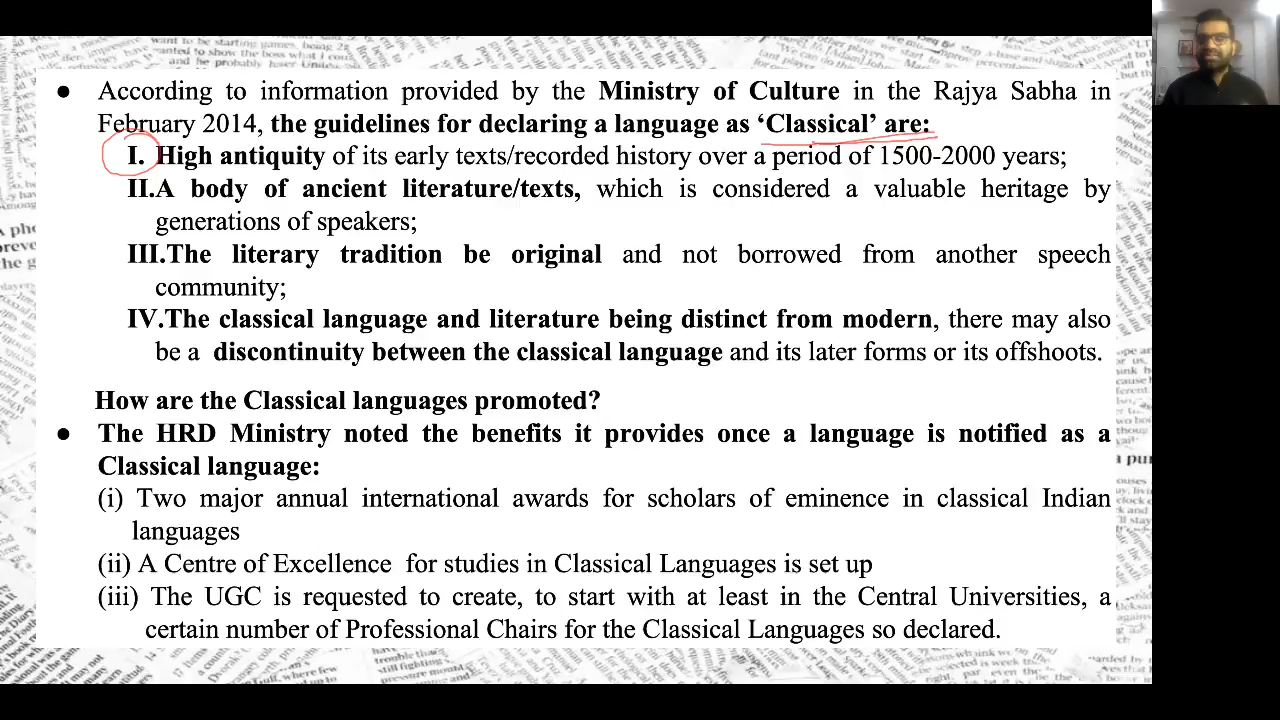 ● According to information provided by the Ministry of Culture in the Rajya Sabha in
February 2014, the guidelines for declaring a language as ‘Classical’ are:
I. High antiquity of its early texts/recorded history over a period of 1500-2000 years;
II.A body of ancient literature/texts, which is considered a valuable heritage by
generations of speakers;
III.The literary tradition be original and not borrowed from another speech
community;
IV.The classical language and literature being distinct from modern, there may also
be a discontinuity between the classical language and its later forms or its offshoots.
How are the Classical languages promoted?
● The HRD Ministry noted the benefits it provides once a language is notified as a
Classical language:
(i) Two major annual international awards for scholars of eminence in classical Indian
languages
(ii) A Centre of Excellence for studies in Classical Languages is set up
(iii) The UGC is requested to create, to start with at least in the Central Universities, a
certain number of Professional Chairs for the Classical Languages so declared.